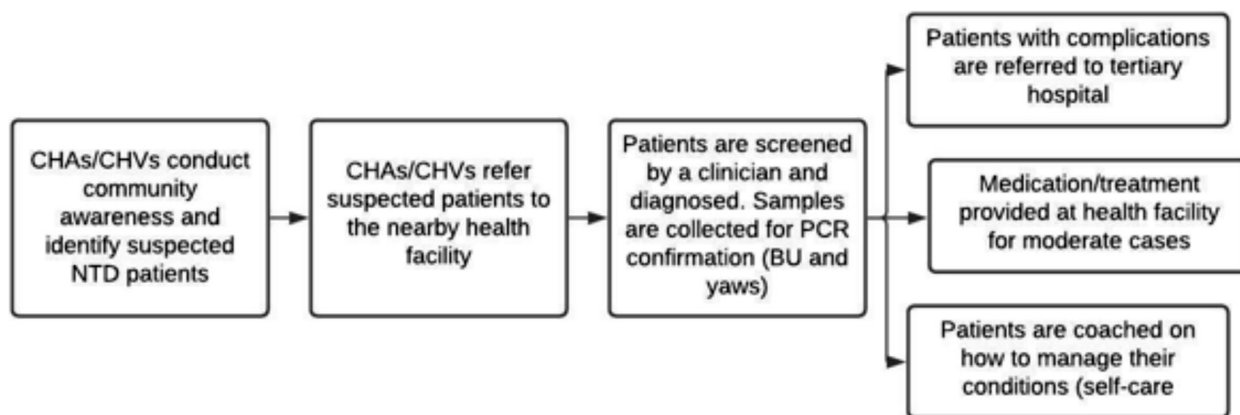 CHAs/CHVs conduct
community
awareness and
identify suspected
NTD patients
CHAs/CHVs refer
suspected patients to
the nearby health
facility
Patients are screened
by a clinician and
diagnosed. Samples
are collected for PCR
confirmation (BU and
yaws)
Patients with complications
are referred to tertiary
hospital
Medication/treatment
provided at health facility
for moderate cases
Patients are coached on
how to manage their
conditions (self-care